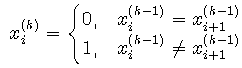 x_i^{(k)} = \begin{cases} 0, & x_i^{(k-1)} = x_{i+1}^{(k-1)} \\ 1, & x_i^{(k-1)} \neq x_{i+1}^{(k-1)} \end{cases}